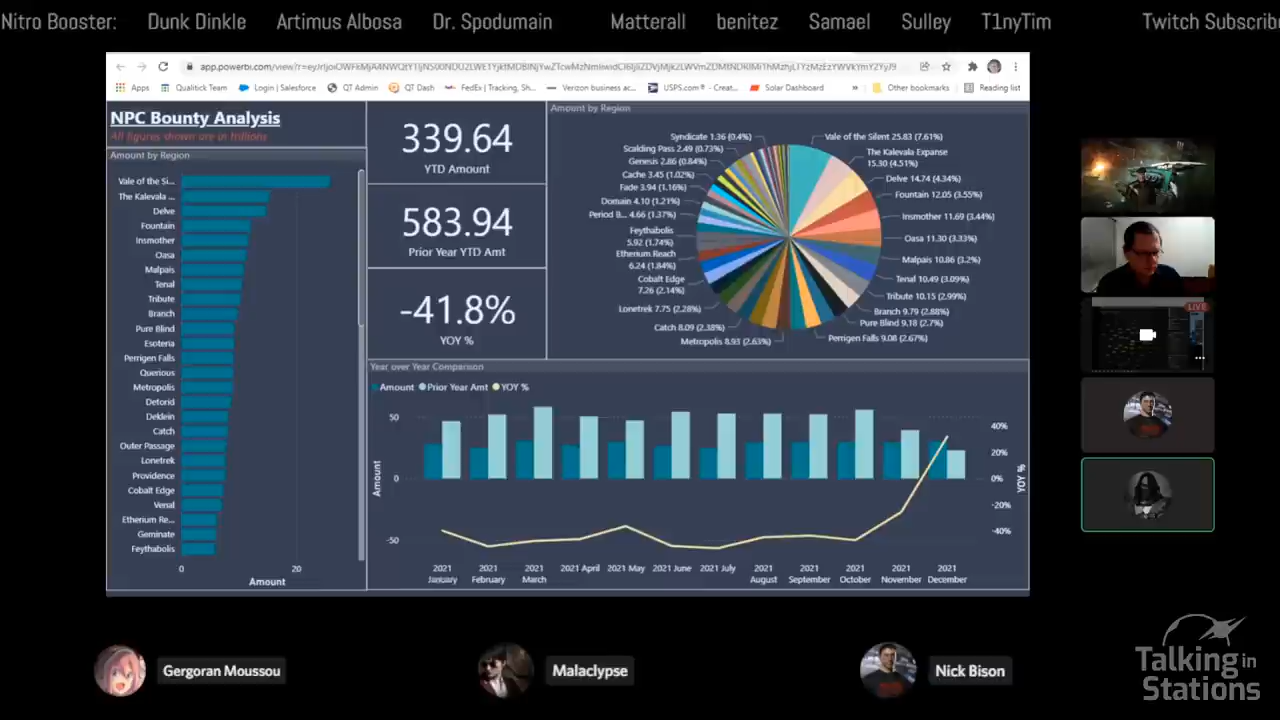 Nitro Booster: Dunk Dinkle Artimus Albosa Dr. Spodumain Matterall benitez Samael Sulley T1nyTim Twitch Subscribe
Apps Qualitick Team Login | Salesforce QT Admin QT Dash FedEx | Tracking, Sh... Verizon business ac... USPS.com® - Creat... Solar Dashboard » Other bookmarks Reading list
NPC Bounty Analysis
All figures shown are in trillions
Amount by Region
Vale of the Si...
The Kalevala ...
Delve
Fountain
Insmother
Oasa
Malpais
Tenal
Tribute
Branch
Pure Blind
Esoteria
Perrigen Falls
Querious
Metropolis
Detorid
Deklein
Catch
Outer Passage
Lonetrek
Providence
Cobalt Edge
Venal
Etherium Re...
Geminate
Feythabolis
0 20
Amount
339.64
YTD Amount
583.94
Prior Year YTD Amt
-41.8%
YOY %
Amount by Region
Syndicate 1.36 (0.4%)
Scalding Pass 2.49 (0.73%)
Genesis 2.86 (0.84%)
Cache 3.45 (1.02%)
Fade 3.94 (1.16%)
Domain 4.10 (1.21%)
Period B... 4.66 (1.37%)
Feythabolis
5.92 (1.74%)
Etherium Reach
6.24 (1.84%)
Cobalt Edge
7.26 (2.14%)
Lonetrek 7.75 (2.28%)
Catch 8.09 (2.38%)
Metropolis 8.93 (2.63%)
Vale of the Silent 25.83 (7.61%)
The Kalevala Expanse
15.30 (4.51%)
Delve 14.74 (4.34%)
Fountain 12.05 (3.55%)
Insmother 11.69 (3.44%)
Oasa 11.30 (3.33%)
Malpais 10.86 (3.2%)
Tenal 10.49 (3.09%)
Tribute 10.15 (2.99%)
Branch 9.79 (2.88%)
Pure Blind 9.18 (2.7%)
Perrigen Falls 9.08 (2.67%)
Year over Year Comparison
Amount Prior Year Amt YOY %
Amount
50
0
-50
40%
20%
0%
-20%
-40%
YOY %
2021 January
2021 February
2021 March
2021 April
2021 May
2021 June
2021 July
2021 August
2021 September
2021 October
2021 November
2021 December
LIVE
Gergoran Moussou
Malaclypse
Nick Bison
Talking in
Stations